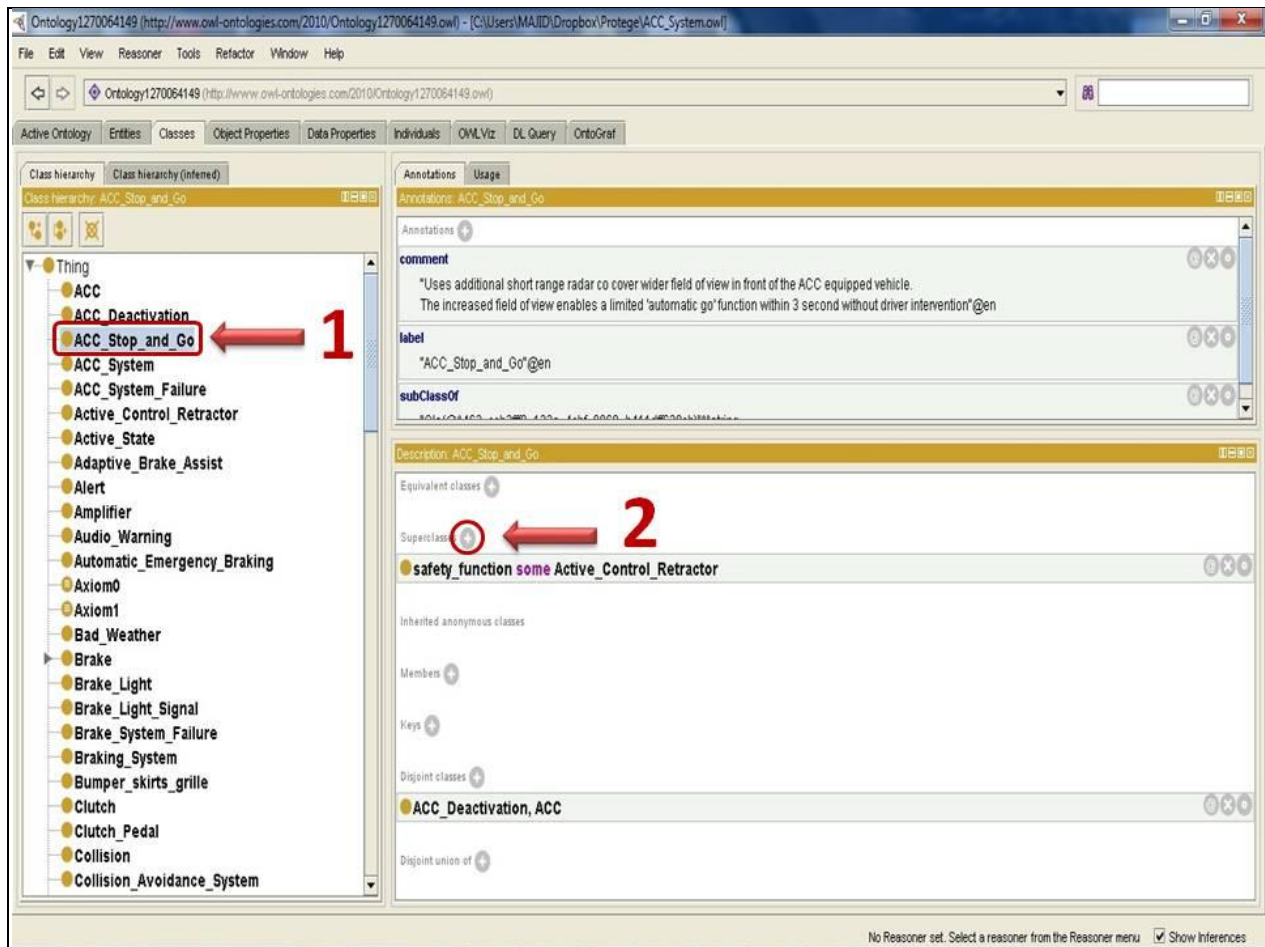 Ontology1270064149 (http://www.owl-ontologies.com/2010/Ontology1270064149.owl) - [C:\Users\MAJID\Dropbox\Protege\ACC_System.owl]
File Edit View Reasoner Tools Refactor Window Help
Ontology1270064149 (http://www.owl-ontologies.com/2010/Ontology1270064149.owl)
Active Ontology Entities Classes Object Properties Data Properties Individuals OWLViz DL Query OntoGraf
Class hierarchy Class hierarchy (inferred)
Class hierarchy: ACC_Stop_and_Go
Thing
ACC
ACC_Deactivation
ACC_Stop_and_Go
1
ACC_System
ACC_System_Failure
Active_Control_Retractor
Active_State
Adaptive_Brake_Assist
Alert
Amplifier
Audio_Warning
Automatic_Emergency_Braking
Axiom0
Axiom1
Bad_Weather
Brake
Brake_Light
Brake_Light_Signal
Brake_System_Failure
Braking_System
Bumper_skirts_grille
Clutch
Clutch_Pedal
Collision
Collision_Avoidance_System
Annotations Usage
Annotations: ACC_Stop_and_Go
Annotations
comment
"Uses additional short range radar co cover wider field of view in front of the ACC equipped vehicle.
The increased field of view enables a limited 'automatic go' function within 3 second without driver intervention"@en
label
"ACC_Stop_and_Go"@en
subClassOf
Description: ACC_Stop_and_Go
Equivalent classes
Superclasses
2
safety_function some Active_Control_Retractor
Inherited anonymous classes
Members
Keys
Disjoint classes
ACC_Deactivation, ACC
Disjoint union of
No Reasoner set. Select a reasoner from the Reasoner menu Show Inferences